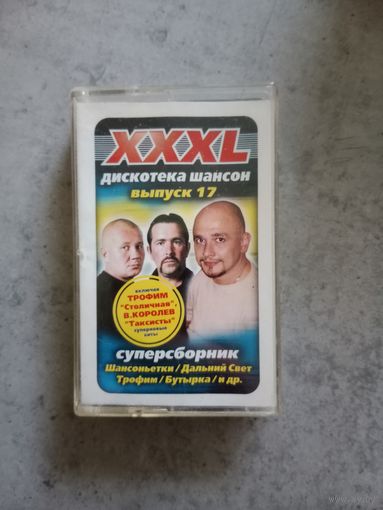 XXXL
дискотека шансон
выпуск 17
включая
ТРОФИМ
"Столичная",
В.КОРОЛЕВ
"Таксисты"
суперновые
хиты
суперсборник
Шансоньетки / Дальний Свет
Трофим / Бутырка / и др.